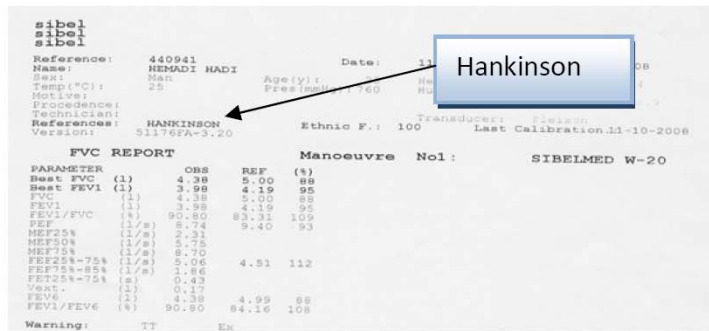 sibel
sibel
sibel
Reference: 440941 Date: 11
Name: HEMADI HADI
Sex: Man Age(y):
Temp(°C): 25 Pres(mmHg): 760
Motive:
Procedence:
Technician:
Transducer: Fleisch
References: HANKINSON Ethnic F.: 100 Last Calibration 11-10-2008
Version: 51176FA-3.20
Hankinson
FVC REPORT Manoeuvre No1: SIBELMED W-20
PARAMETER OBS REF (%)
Best FVC (l) 4.38 5.00 88
Best FEV1 (l) 3.98 4.19 95
FVC (l) 4.38 5.00 88
FEV1 (l) 3.98 4.19 95
FEV1/FVC (%) 90.80 83.31 109
PEF (l/s) 8.74 9.40 93
MEF25% (l/s) 2.31
MEF50% (l/s) 5.75
MEF75% (l/s) 8.70
FEF25%-75% (l/s) 5.06 4.51 112
FEF75%-85% (l/s) 1.86
FET25%-75% (s) 0.43
Vext. (l) 0.17
FEV6 (l) 4.38 4.99 88
FEV1/FEV6 (%) 90.80 84.16 108
Warning: TT Ex